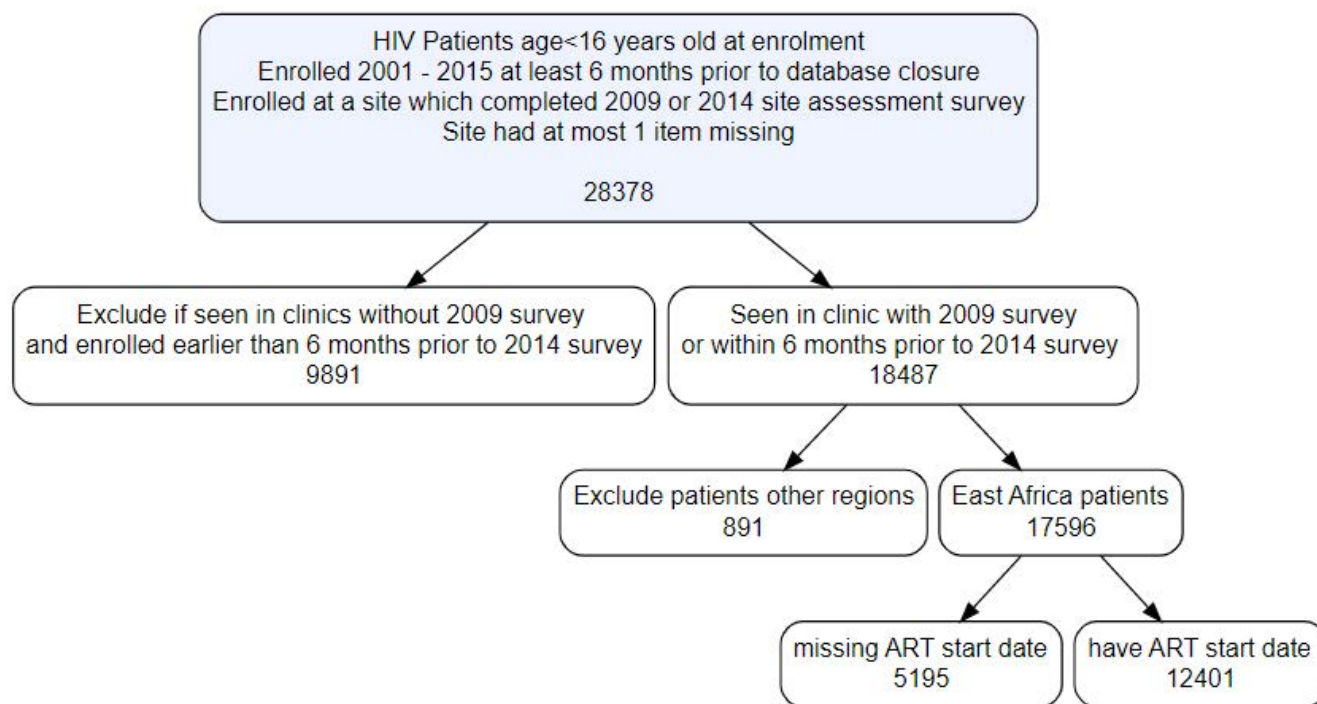 HIV Patients age<16 years old at enrolment
Enrolled 2001 - 2015 at least 6 months prior to database closure
Enrolled at a site which completed 2009 or 2014 site assessment survey
Site had at most 1 item missing
28378
Exclude if seen in clinics without 2009 survey
and enrolled earlier than 6 months prior to 2014 survey
9891
Seen in clinic with 2009 survey
or within 6 months prior to 2014 survey
18487
Exclude patients other regions
891
East Africa patients
17596
missing ART start date
5195
have ART start date
12401